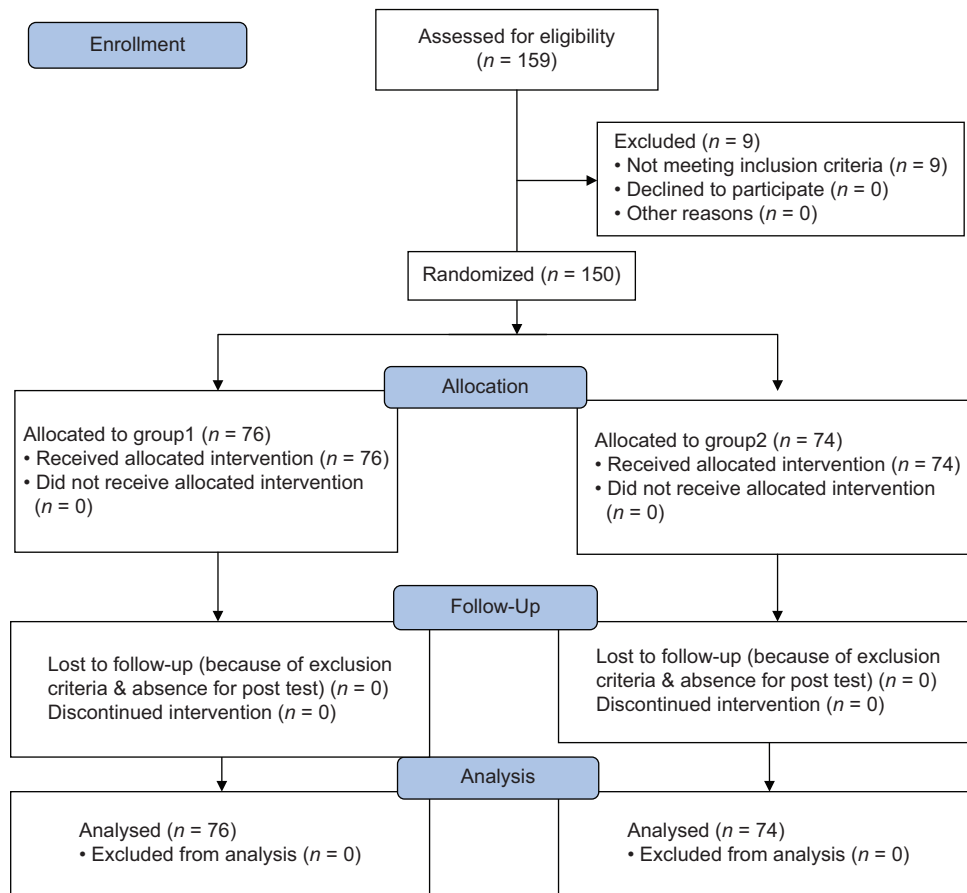 Enrollment
Assessed for eligibility
(n = 159)
Excluded (n = 9)
• Not meeting inclusion criteria (n = 9)
• Declined to participate (n = 0)
• Other reasons (n = 0)
Randomized (n = 150)
Allocation
Allocated to group1 (n = 76)
• Received allocated intervention (n = 76)
• Did not receive allocated intervention
(n = 0)
Allocated to group2 (n = 74)
• Received allocated intervention (n = 74)
• Did not receive allocated intervention
(n = 0)
Follow-Up
Lost to follow-up (because of exclusion
criteria & absence for post test) (n = 0)
Discontinued intervention (n = 0)
Lost to follow-up (because of exclusion
criteria & absence for post test) (n = 0)
Discontinued intervention (n = 0)
Analysis
Analysed (n = 76)
• Excluded from analysis (n = 0)
Analysed (n = 74)
• Excluded from analysis (n = 0)